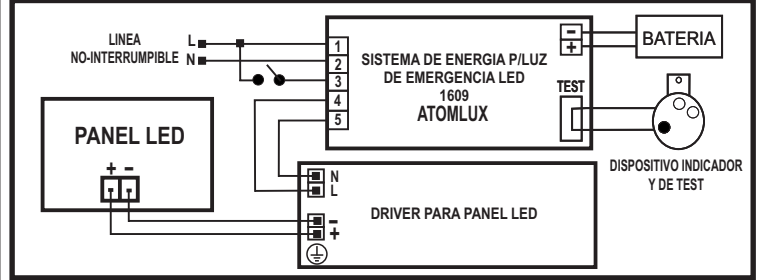 LINEA
NO-INTERRUMPIBLE
L
N
1
2
3
4
5
SISTEMA DE ENERGIA P/LUZ
DE EMERGENCIA LED
1609
ATOMLUX
-
+
BATERIA
TEST
DISPOSITIVO INDICADOR
Y DE TEST
PANEL LED
+ -
N
L
-
+
DRIVER PARA PANEL LED